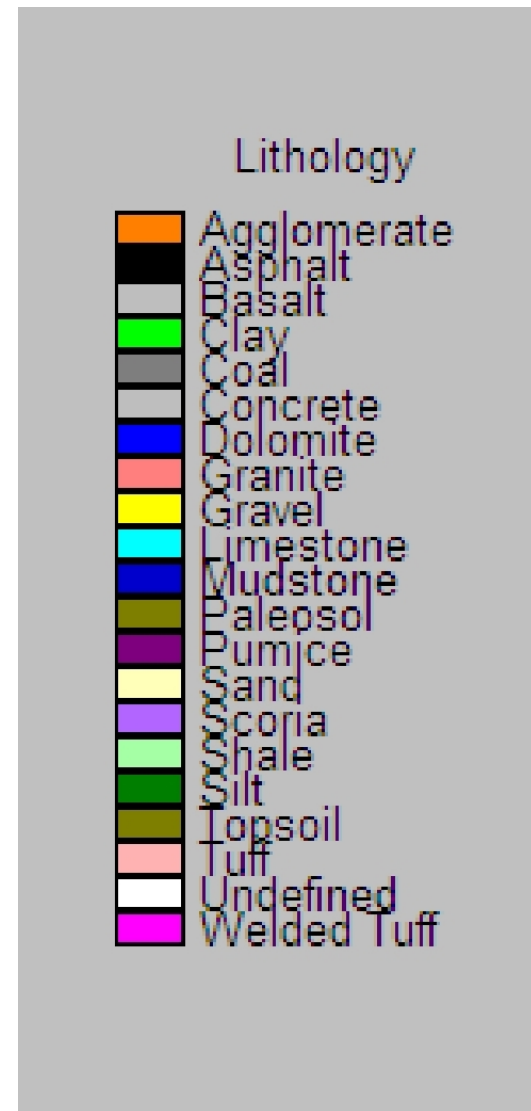 Lithology
Agglomerate
Asphalt
Basalt
Clay
Coal
Concrete
Dolomite
Granite
Gravel
Limestone
Mudstone
Paleosol
Pumice
Sand
Scoria
Shale
Silt
Topsoil
Tuff
Undefined
Welded Tuff